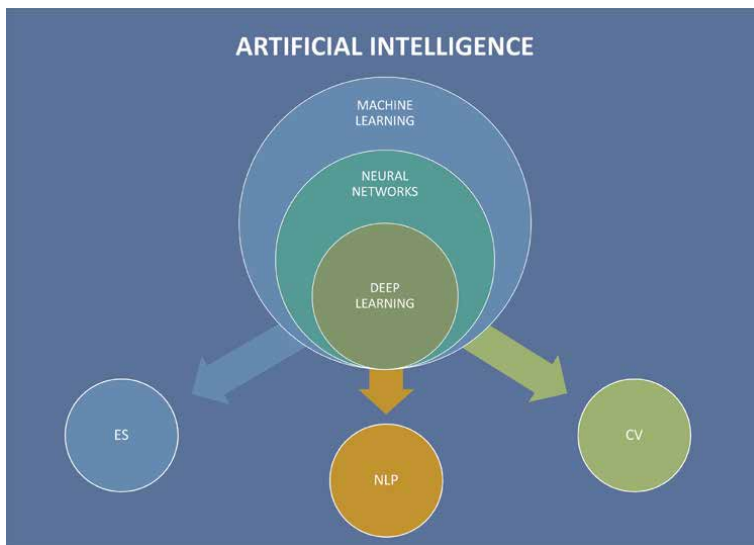 ARTIFICIAL INTELLIGENCE
MACHINE
LEARNING
NEURAL
NETWORKS
DEEP
LEARNING
ES
NLP
CV